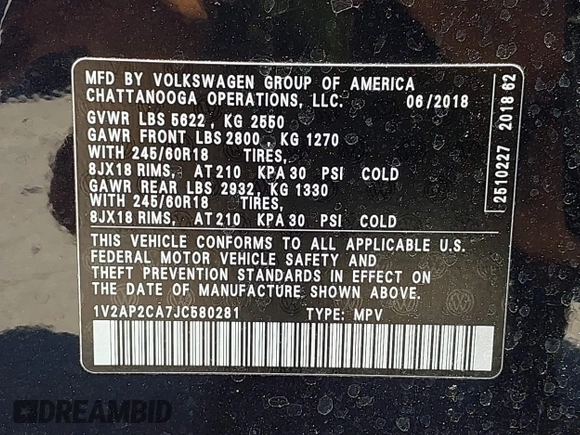 MFD BY VOLKSWAGEN GROUP OF AMERICA
CHATTANOOGA OPERATIONS, LLC. 06/2018
GVWR LBS 5622 , KG 2550
GAWR FRONT LBS 2800 , KG 1270
WITH 245/60R18 TIRES,
8JX18 RIMS, AT 210 KPA 30 PSI COLD
GAWR REAR LBS 2932, KG 1330
WITH 245/60R18 TIRES,
8JX18 RIMS, AT 210 KPA 30 PSI COLD
THIS VEHICLE CONFORMS TO ALL APPLICABLE U.S.
FEDERAL MOTOR VEHICLE SAFETY AND
THEFT PREVENTION STANDARDS IN EFFECT ON
THE DATE OF MANUFACTURE SHOWN ABOVE.
1V2AP2CA7JC580281 TYPE: MPV
2510227 2018 62
DREAMBID